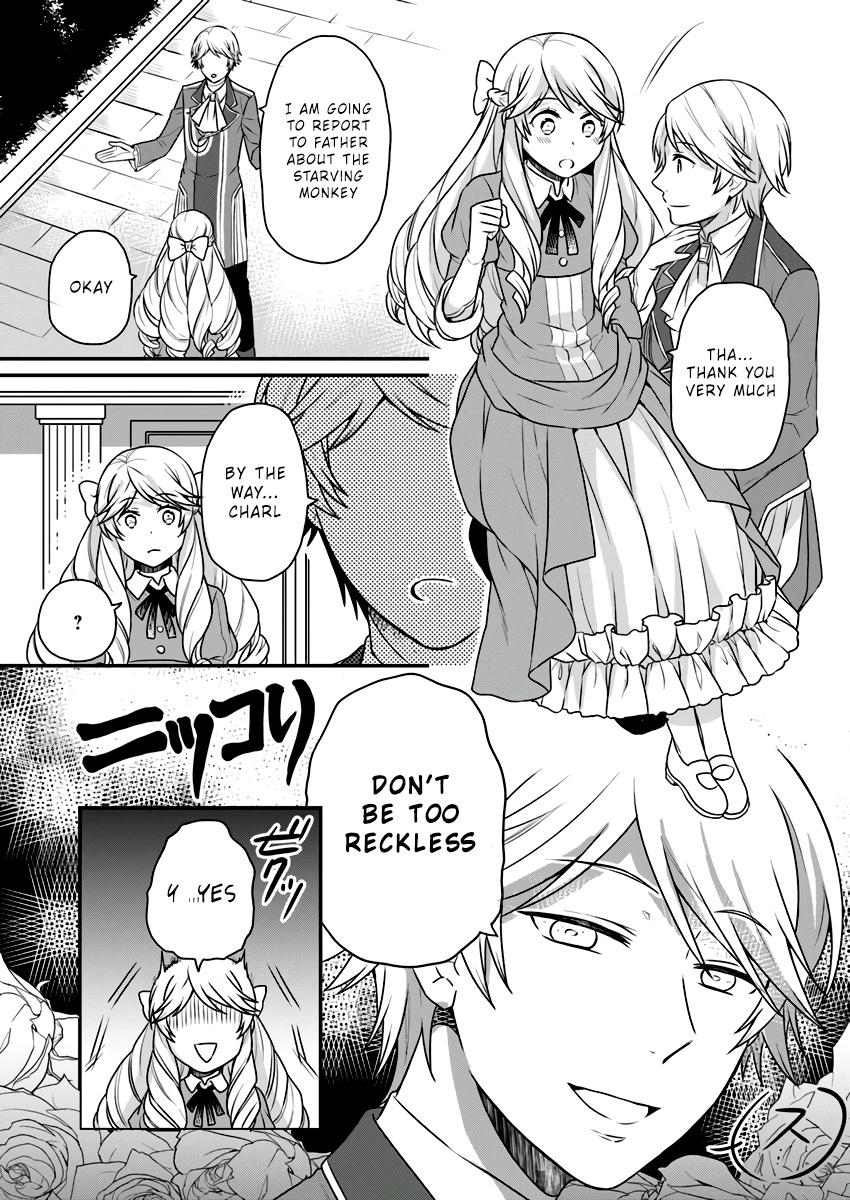 THA...
THANK YOU
VERY MUCH
I AM GOING
TO REPORT
TO FATHER
ABOUT THE
STARVING
MONKEY
OKAY
BY THE
WAY...
CHARL
?
DON'T
BE TOO
RECKLESS
ニッコリ
ス
ビクッ
Y ...YES